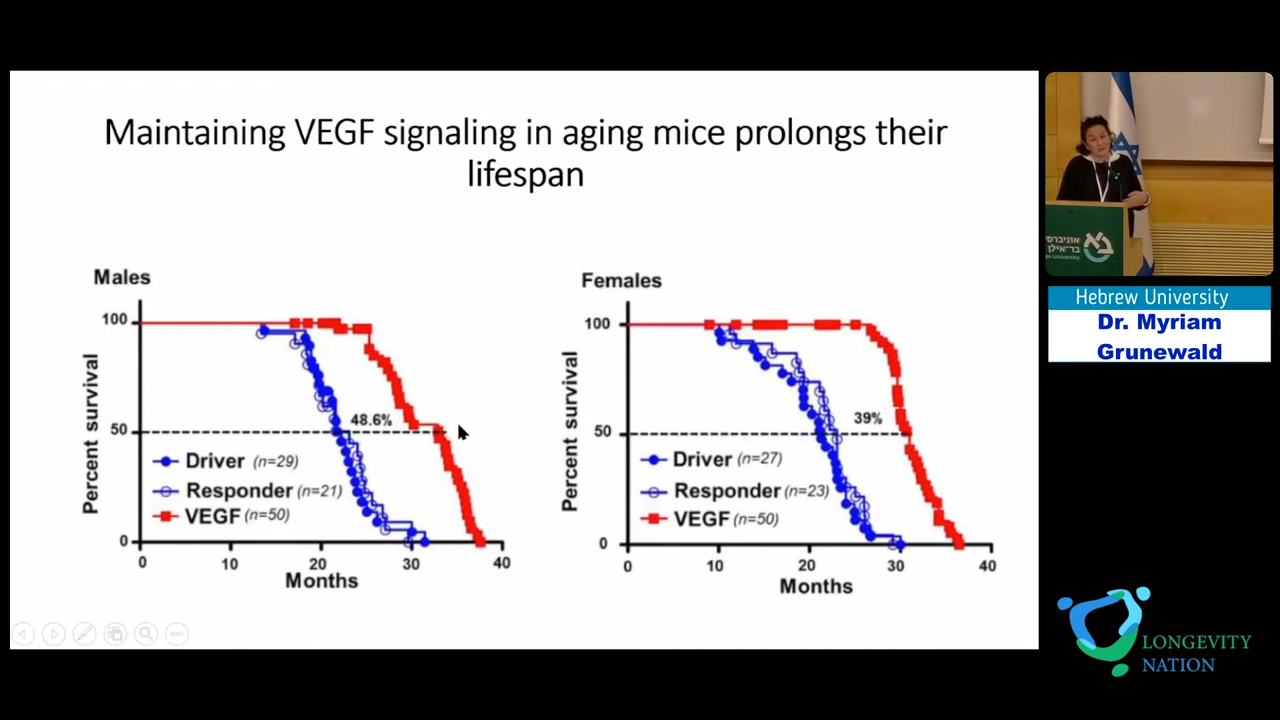 Maintaining VEGF signaling in aging mice prolongs their
lifespan
Males
Percent survival
100
50
0
48.6%
Driver (n=29)
Responder (n=21)
VEGF (n=50)
0 10 20 30 40
Months
Females
Percent survival
100
50
0
39%
Driver (n=27)
Responder (n=23)
VEGF (n=50)
0 10 20 30 40
Months
Hebrew University
Dr. Myriam
Grunewald
LONGEVITY
NATION